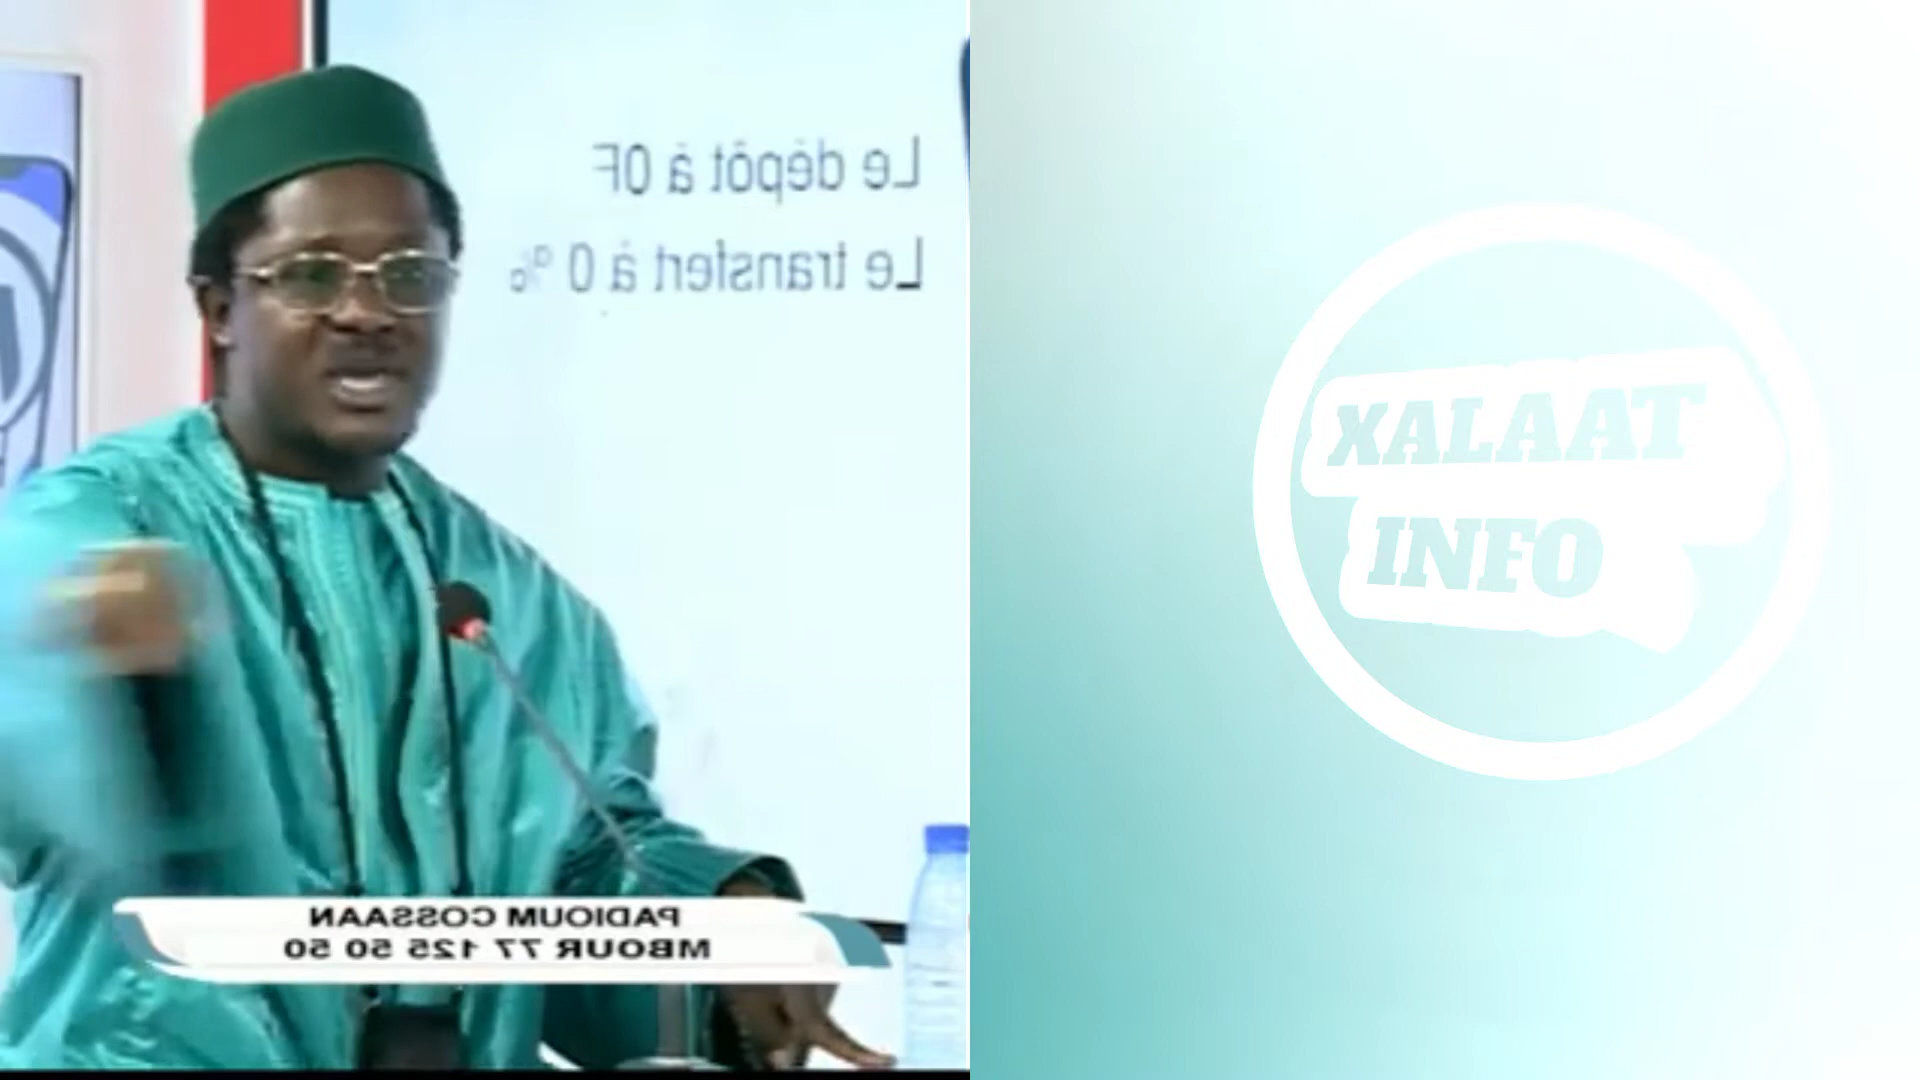 Le dépôt à 0F
Le transfert à 0%
PADIOUM COSSAAN
MBOUR 77 125 50 50
XALAAT
INFO